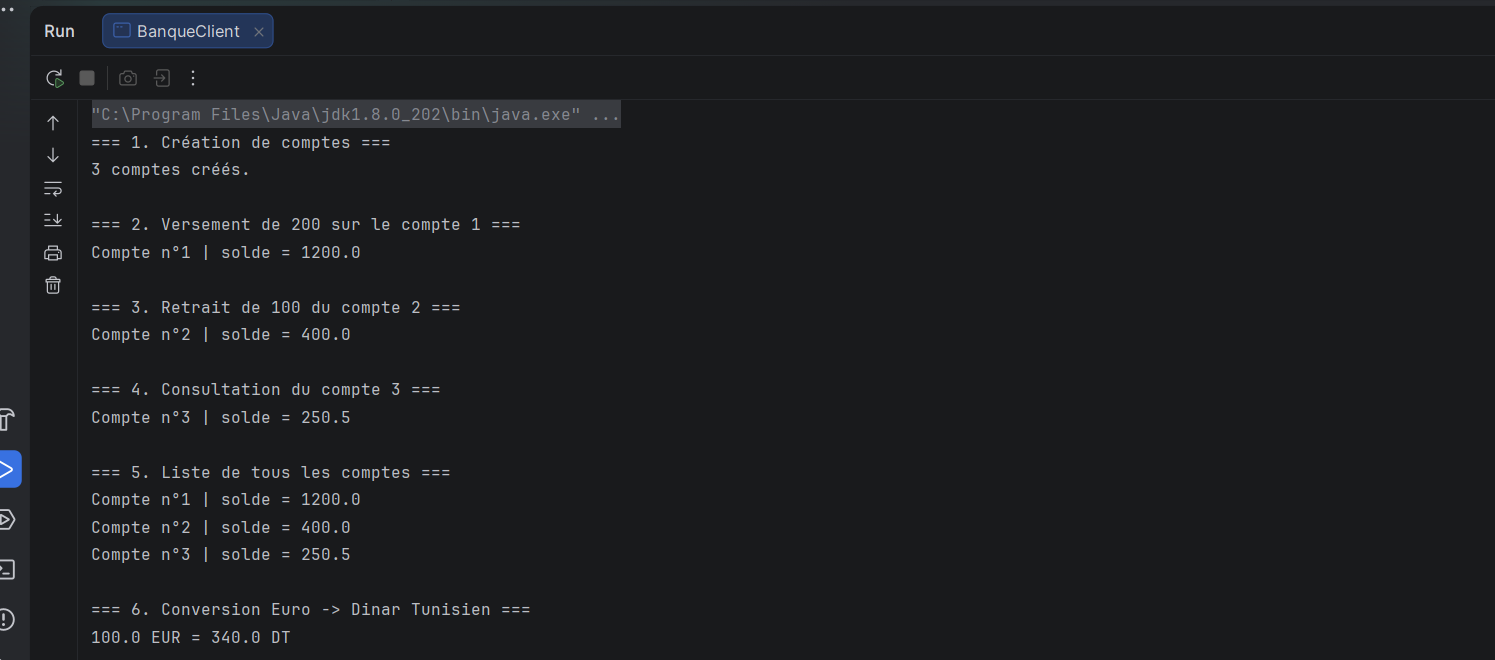 Run BanqueClient
"C:\Program Files\Java\jdk1.8.0_202\bin\java.exe" ...
=== 1. Création de comptes ===
3 comptes créés.
=== 2. Versement de 200 sur le compte 1 ===
Compte n°1 | solde = 1200.0
=== 3. Retrait de 100 du compte 2 ===
Compte n°2 | solde = 400.0
=== 4. Consultation du compte 3 ===
Compte n°3 | solde = 250.5
=== 5. Liste de tous les comptes ===
Compte n°1 | solde = 1200.0
Compte n°2 | solde = 400.0
Compte n°3 | solde = 250.5
=== 6. Conversion Euro -> Dinar Tunisien ===
100.0 EUR = 340.0 DT